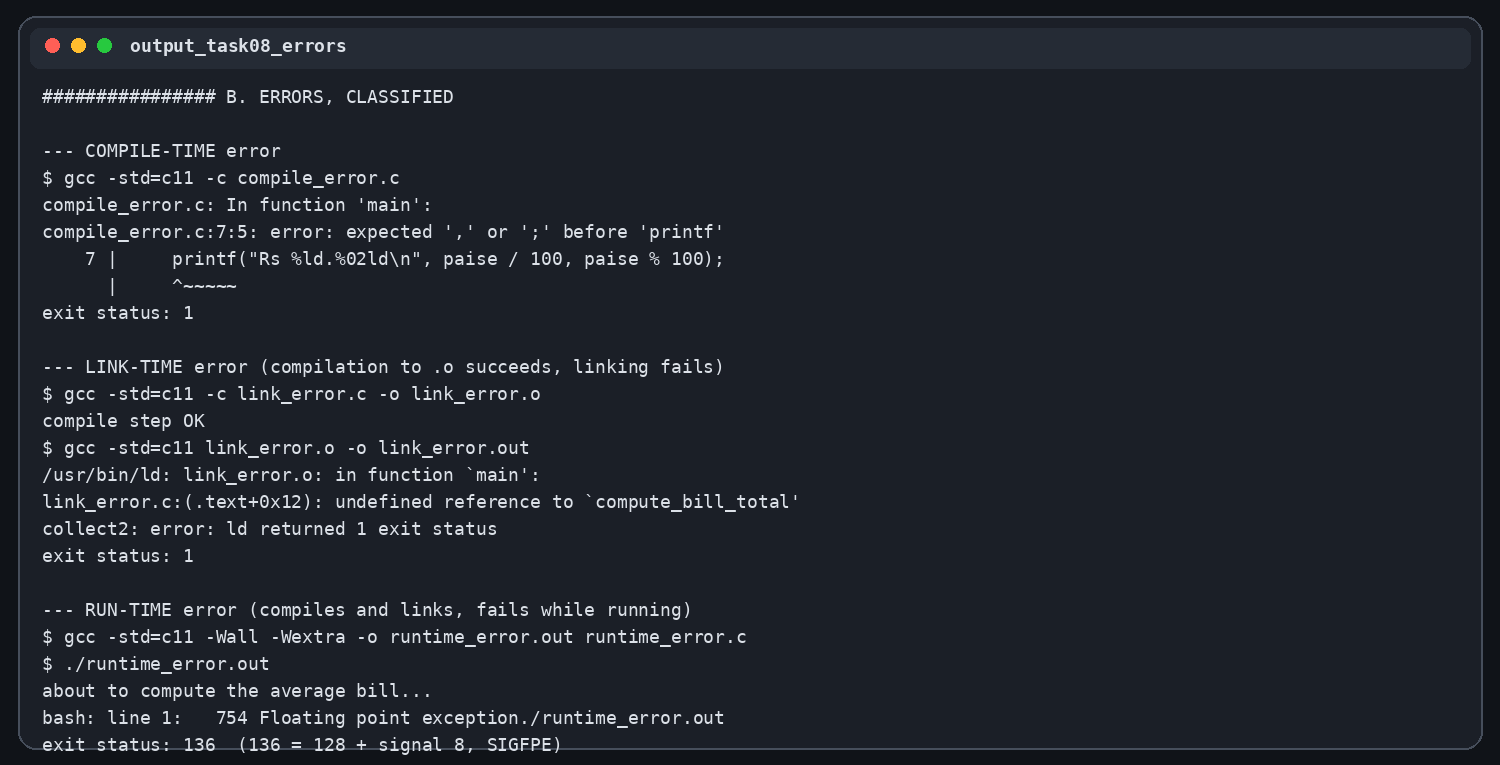 output_task08_errors
################ B. ERRORS, CLASSIFIED
--- COMPILE-TIME error
$ gcc -std=c11 -c compile_error.c
compile_error.c: In function 'main':
compile_error.c:7:5: error: expected ',' or ';' before 'printf'
    7 |     printf("Rs %ld.%02ld\n", paise / 100, paise % 100);
      |     ^~~~~~
exit status: 1
--- LINK-TIME error (compilation to .o succeeds, linking fails)
$ gcc -std=c11 -c link_error.c -o link_error.o
compile step OK
$ gcc -std=c11 link_error.o -o link_error.out
/usr/bin/ld: link_error.o: in function `main':
link_error.c:(.text+0x12): undefined reference to `compute_bill_total'
collect2: error: ld returned 1 exit status
exit status: 1
--- RUN-TIME error (compiles and links, fails while running)
$ gcc -std=c11 -Wall -Wextra -o runtime_error.out runtime_error.c
$ ./runtime_error.out
about to compute the average bill...
bash: line 1:   754 Floating point exception./runtime_error.out
exit status: 136  (136 = 128 + signal 8, SIGFPE)